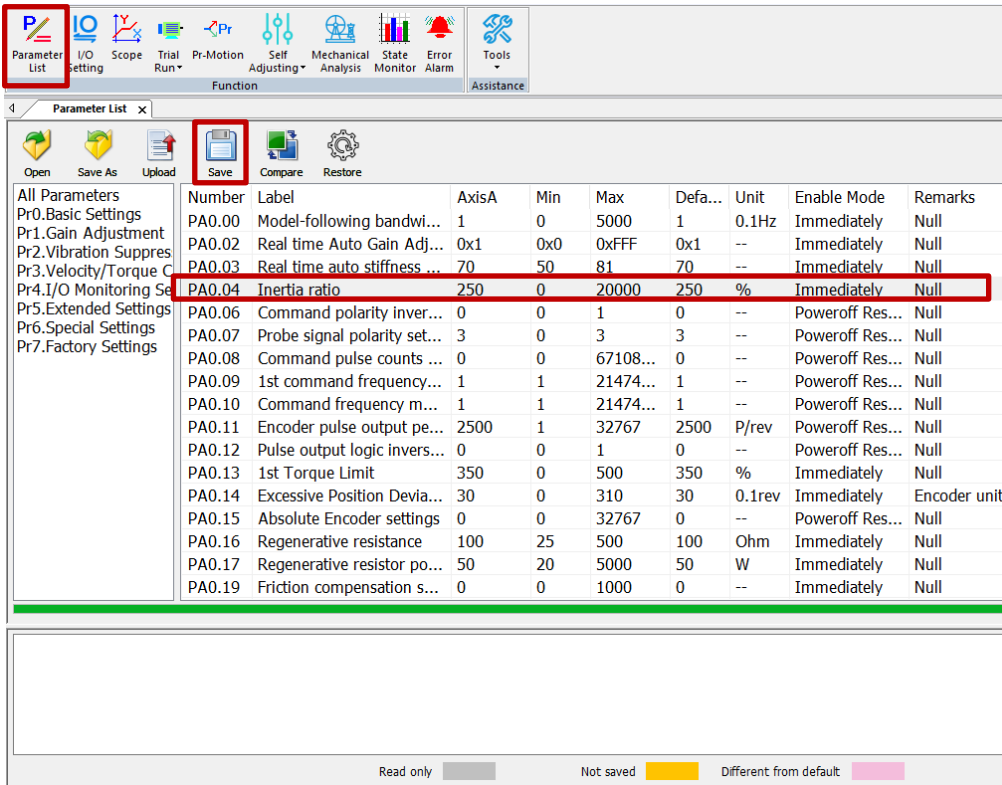 Parameter List I/O Setting Scope Trial Run Pr-Motion Self Adjusting Mechanical Analysis State Monitor Error Alarm Tools
Function Assistance
Parameter List x
Open Save As Upload Save Compare Restore
All Parameters
Pr0.Basic Settings
Pr1.Gain Adjustment
Pr2.Vibration Suppres
Pr3.Velocity/Torque C
Pr4.I/O Monitoring Se
Pr5.Extended Settings
Pr6.Special Settings
Pr7.Factory Settings
Number Label AxisA Min Max Defa... Unit Enable Mode Remarks
PA0.00 Model-following bandwi... 1 0 5000 1 0.1Hz Immediately Null
PA0.02 Real time Auto Gain Adj... 0x1 0x0 0xFFF 0x1 -- Immediately Null
PA0.03 Real time auto stiffness ... 70 50 81 70 -- Immediately Null
PA0.04 Inertia ratio 250 0 20000 250 % Immediately Null
PA0.06 Command polarity inver... 0 0 1 0 -- Poweroff Res... Null
PA0.07 Probe signal polarity set... 3 0 3 3 -- Poweroff Res... Null
PA0.08 Command pulse counts ... 0 0 67108... 0 -- Poweroff Res... Null
PA0.09 1st command frequency... 1 1 21474... 1 -- Poweroff Res... Null
PA0.10 Command frequency m... 1 1 21474... 1 -- Poweroff Res... Null
PA0.11 Encoder pulse output pe... 2500 1 32767 2500 P/rev Poweroff Res... Null
PA0.12 Pulse output logic invers... 0 0 1 0 -- Poweroff Res... Null
PA0.13 1st Torque Limit 350 0 500 350 % Immediately Null
PA0.14 Excessive Position Devia... 30 0 310 30 0.1rev Immediately Encoder unit
PA0.15 Absolute Encoder settings 0 0 32767 0 -- Poweroff Res... Null
PA0.16 Regenerative resistance 100 25 500 100 Ohm Immediately Null
PA0.17 Regenerative resistor po... 50 20 5000 50 W Immediately Null
PA0.19 Friction compensation s... 0 0 1000 0 -- Immediately Null
Read only Not saved Different from default